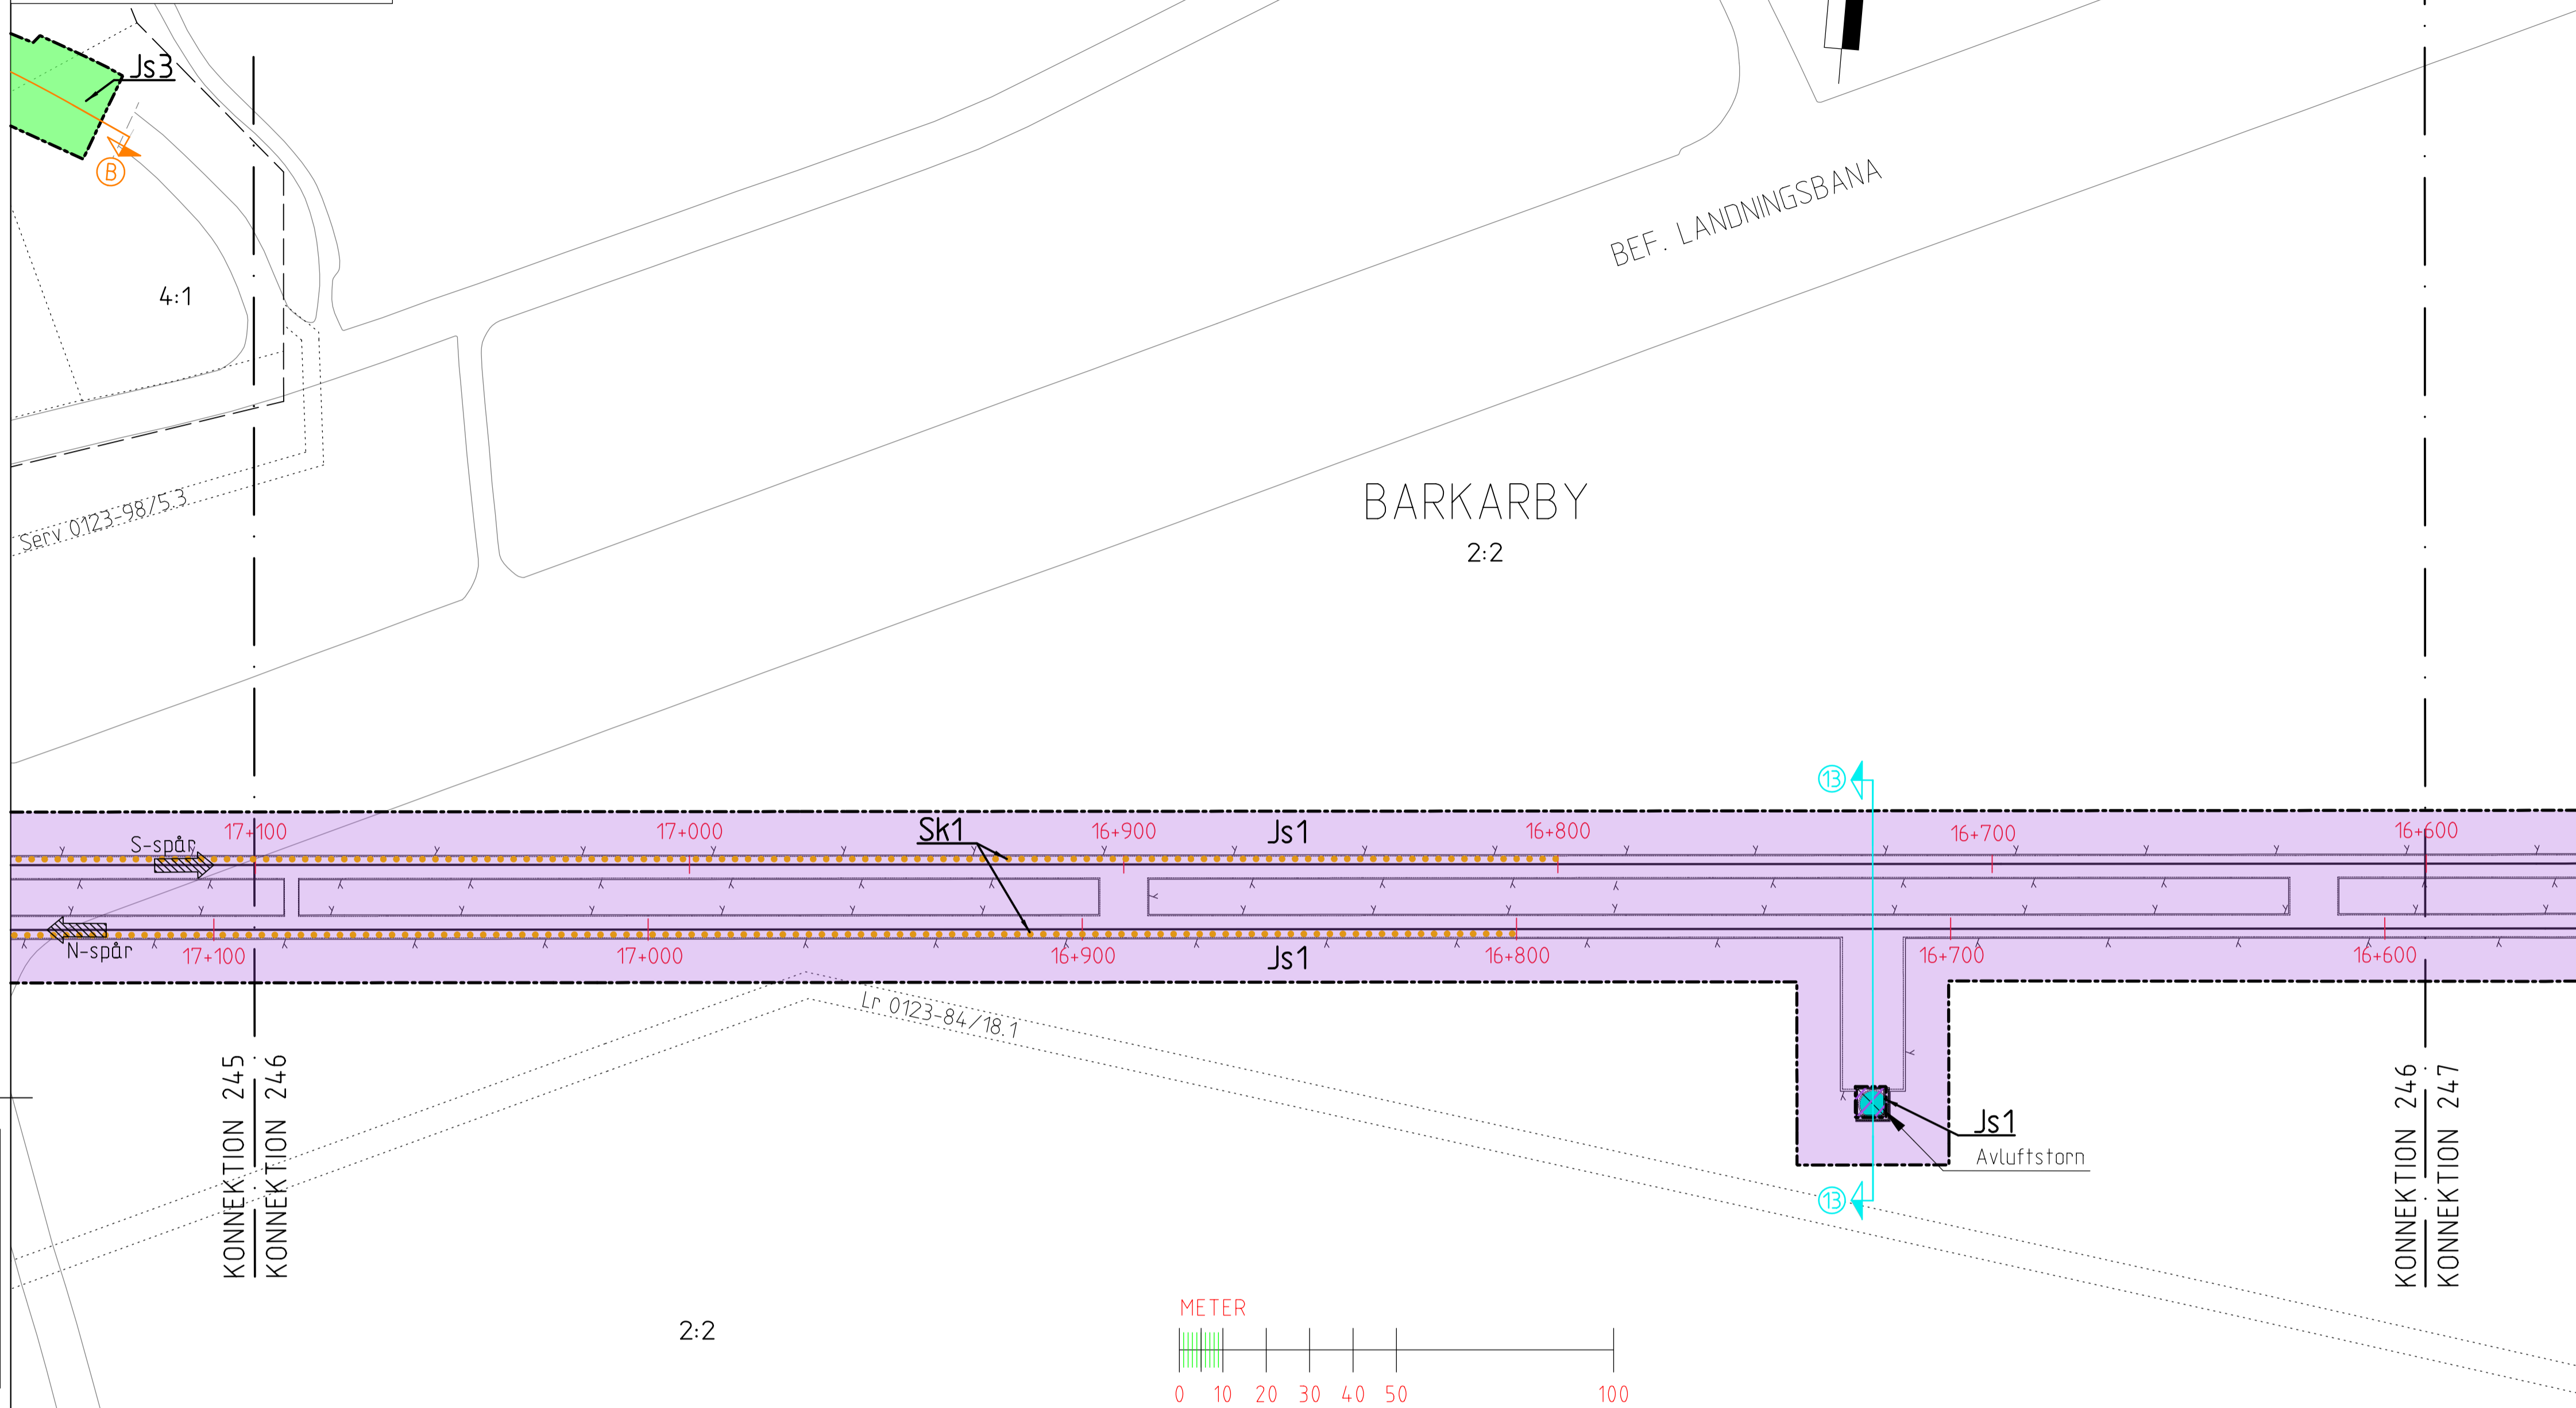 Js3
B
BEF. LANDNINGSBANA
4:1
Serv 0123-98/5.3
BARKARBY
2:2
13
17+100
17+000
Sk1
16+900
Js1
16+800
16+700
16+600
S-spår
N-spår
17+100
17+000
16+900
Js1
16+800
16+700
16+600
Lr 0123-84/18.1
KONNEKTION 245
KONNEKTION 246
KONNEKTION 246
KONNEKTION 247
Js1
Avluftstorn
13
2:2
METER
0 10 20 30 40 50 100